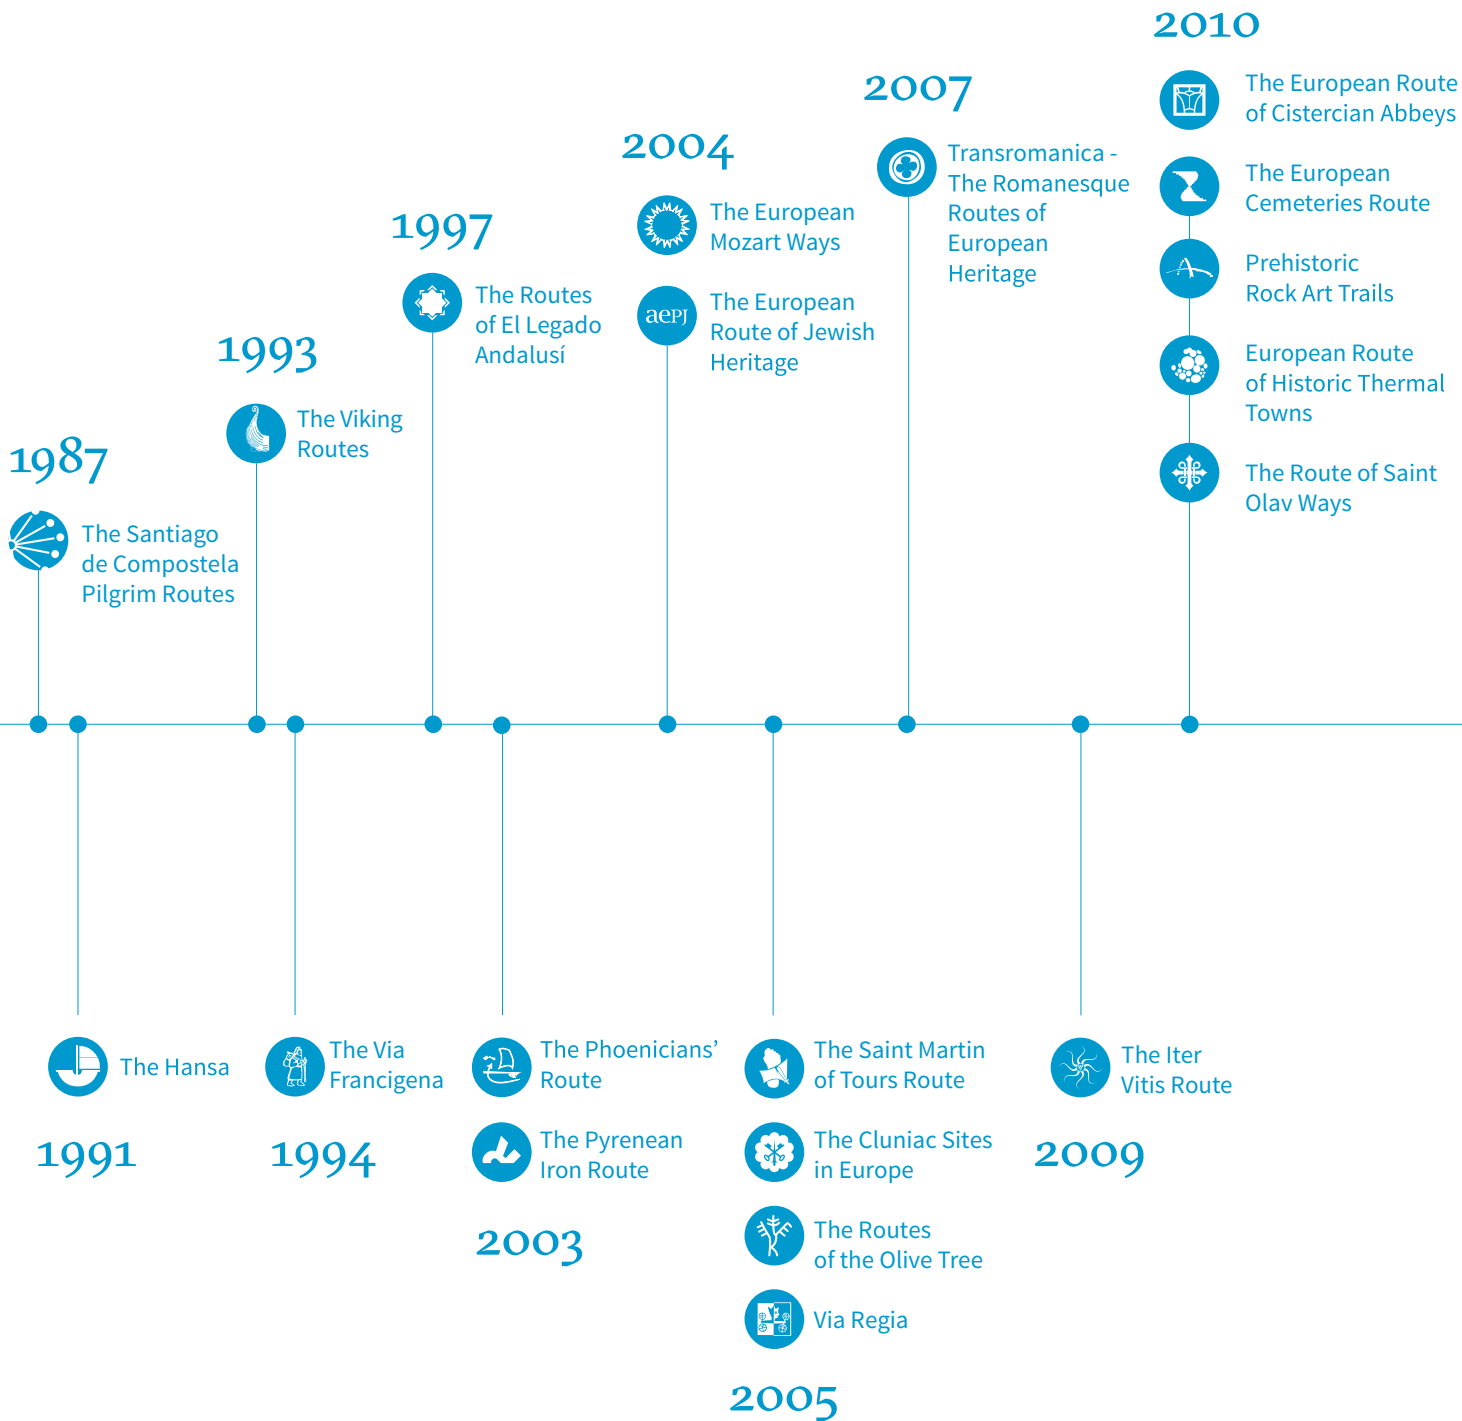 1987
The Santiago
de Compostela
Pilgrim Routes
The Hansa
1991
1993
The Viking
Routes
The Via
Francigena
1994
1997
The Routes
of El Legado
Andalusí
The Phoenicians’
Route
The Pyrenean
Iron Route
2003
2004
The European
Mozart Ways
aePJ
The European
Route of Jewish
Heritage
The Saint Martin
of Tours Route
The Cluniac Sites
in Europe
The Routes
of the Olive Tree
Via Regia
2005
2007
Transromanica -
The Romanesque
Routes of
European
Heritage
The Iter
Vitis Route
2009
2010
The European Route
of Cistercian Abbeys
The European
Cemeteries Route
Prehistoric
Rock Art Trails
European Route
of Historic Thermal
Towns
The Route of Saint
Olav Ways